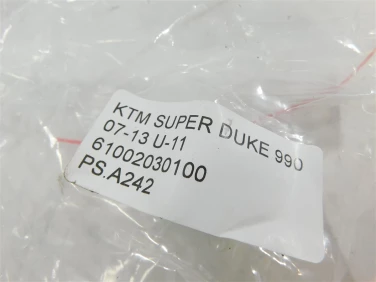 KTM SUPER DUKE 990
07-13 U-11
61002030100
PS.A242